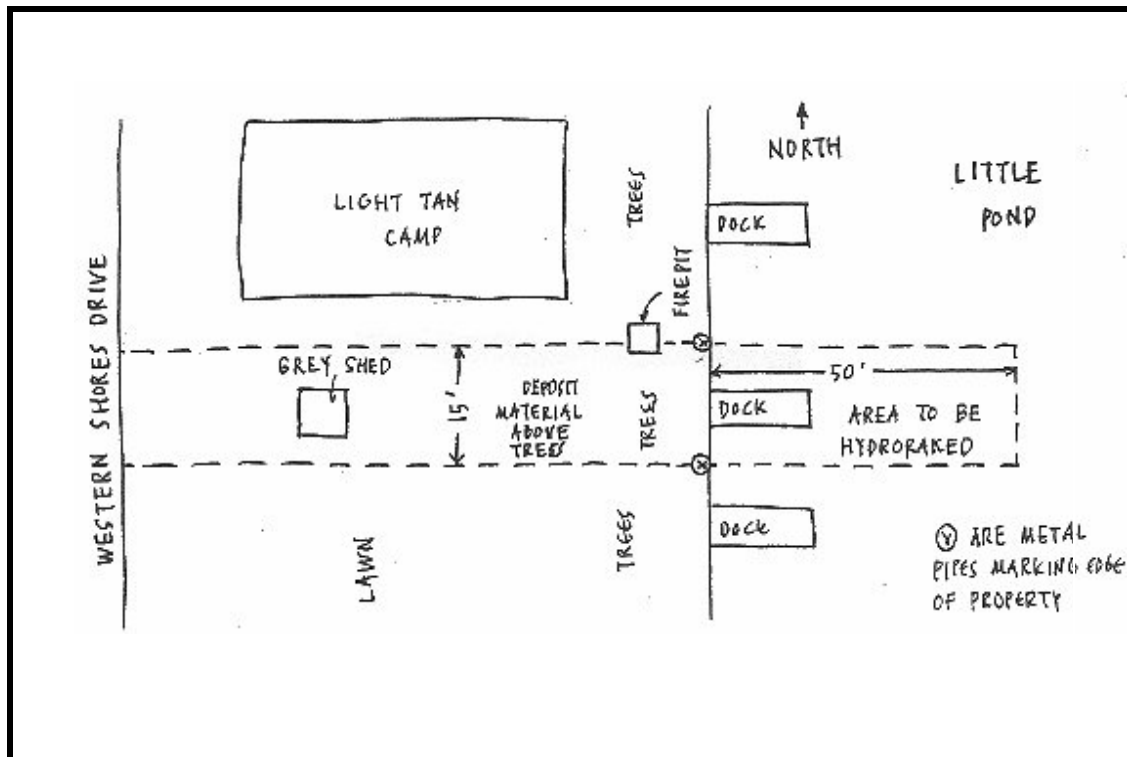 NORTH
LITTLE
POND
LIGHT TAN
CAMP
TREES
DOCK
FIREPIT
WESTERN SHORES DRIVE
GREY SHED
15'
DEPOSIT
MATERIAL
ABOVE
TREES
TREES
50'
DOCK
AREA TO BE
HYDRORAKED
LAWN
TREES
DOCK
ⓧ ARE METAL
PIPES MARKING EDGE
OF PROPERTY